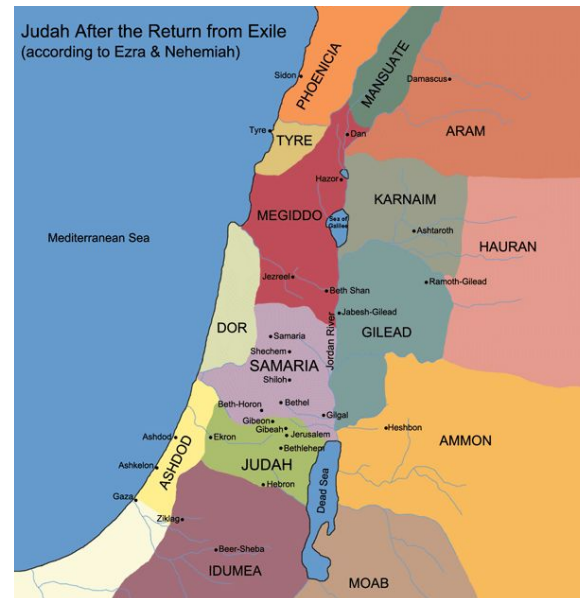 Judah After the Return from Exile
(according to Ezra & Nehemiah)
PHOENICIA
MANSUATE
Sidon
Damascus
Tyre
TYRE
Dan
ARAM
Hazor
KARNAIM
MEGIDDO
Sea of
Galilee
Ashtaroth
HAURAN
Mediterranean Sea
Jezreel
Beth Shan
Ramoth-Gilead
Jabesh-Gilead
DOR
Jordan River
GILEAD
Samaria
Shechem
SAMARIA
Shiloh
Bethel
Beth-Horon
Gilgal
Gibeon
Gibeah
Jerusalem
Heshbon
AMMON
Ashdod
Ekron
Bethlehem
ASHDOD
JUDAH
Ashkelon
Hebron
Dead Sea
Gaza
Ziklag
Beer-Sheba
IDUMEA
MOAB